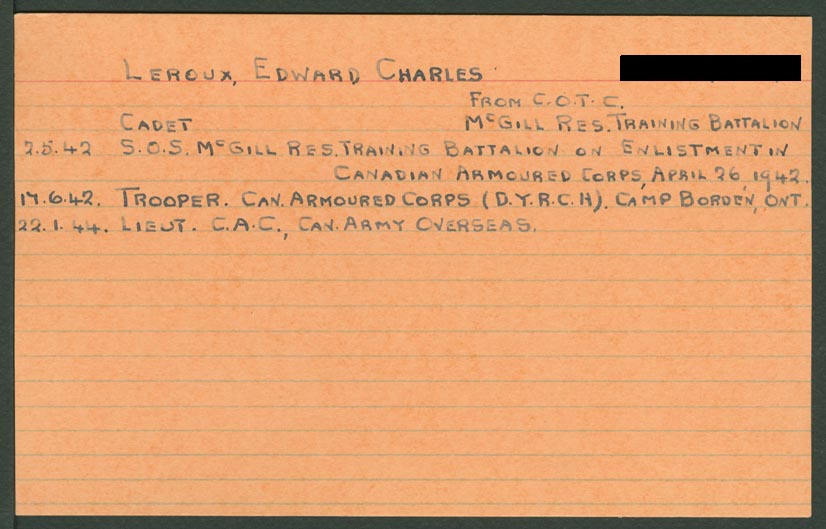 LEROUX, EDWARD CHARLES
FROM C.O.T.C.
CADET McGILL RES. TRAINING BATTALION
2.5.42 S.O.S. McGILL RES. TRAINING BATTALION ON ENLISTMENT IN
CANADIAN ARMOURED CORPS, APRIL 26, 1942.
17.6.42. TROOPER. CAN. ARMOURED CORPS (D.Y.R.C.H). CAMP BORDEN, ONT.
22.1.44. LIEUT. C.A.C., CAN. ARMY OVERSEAS.